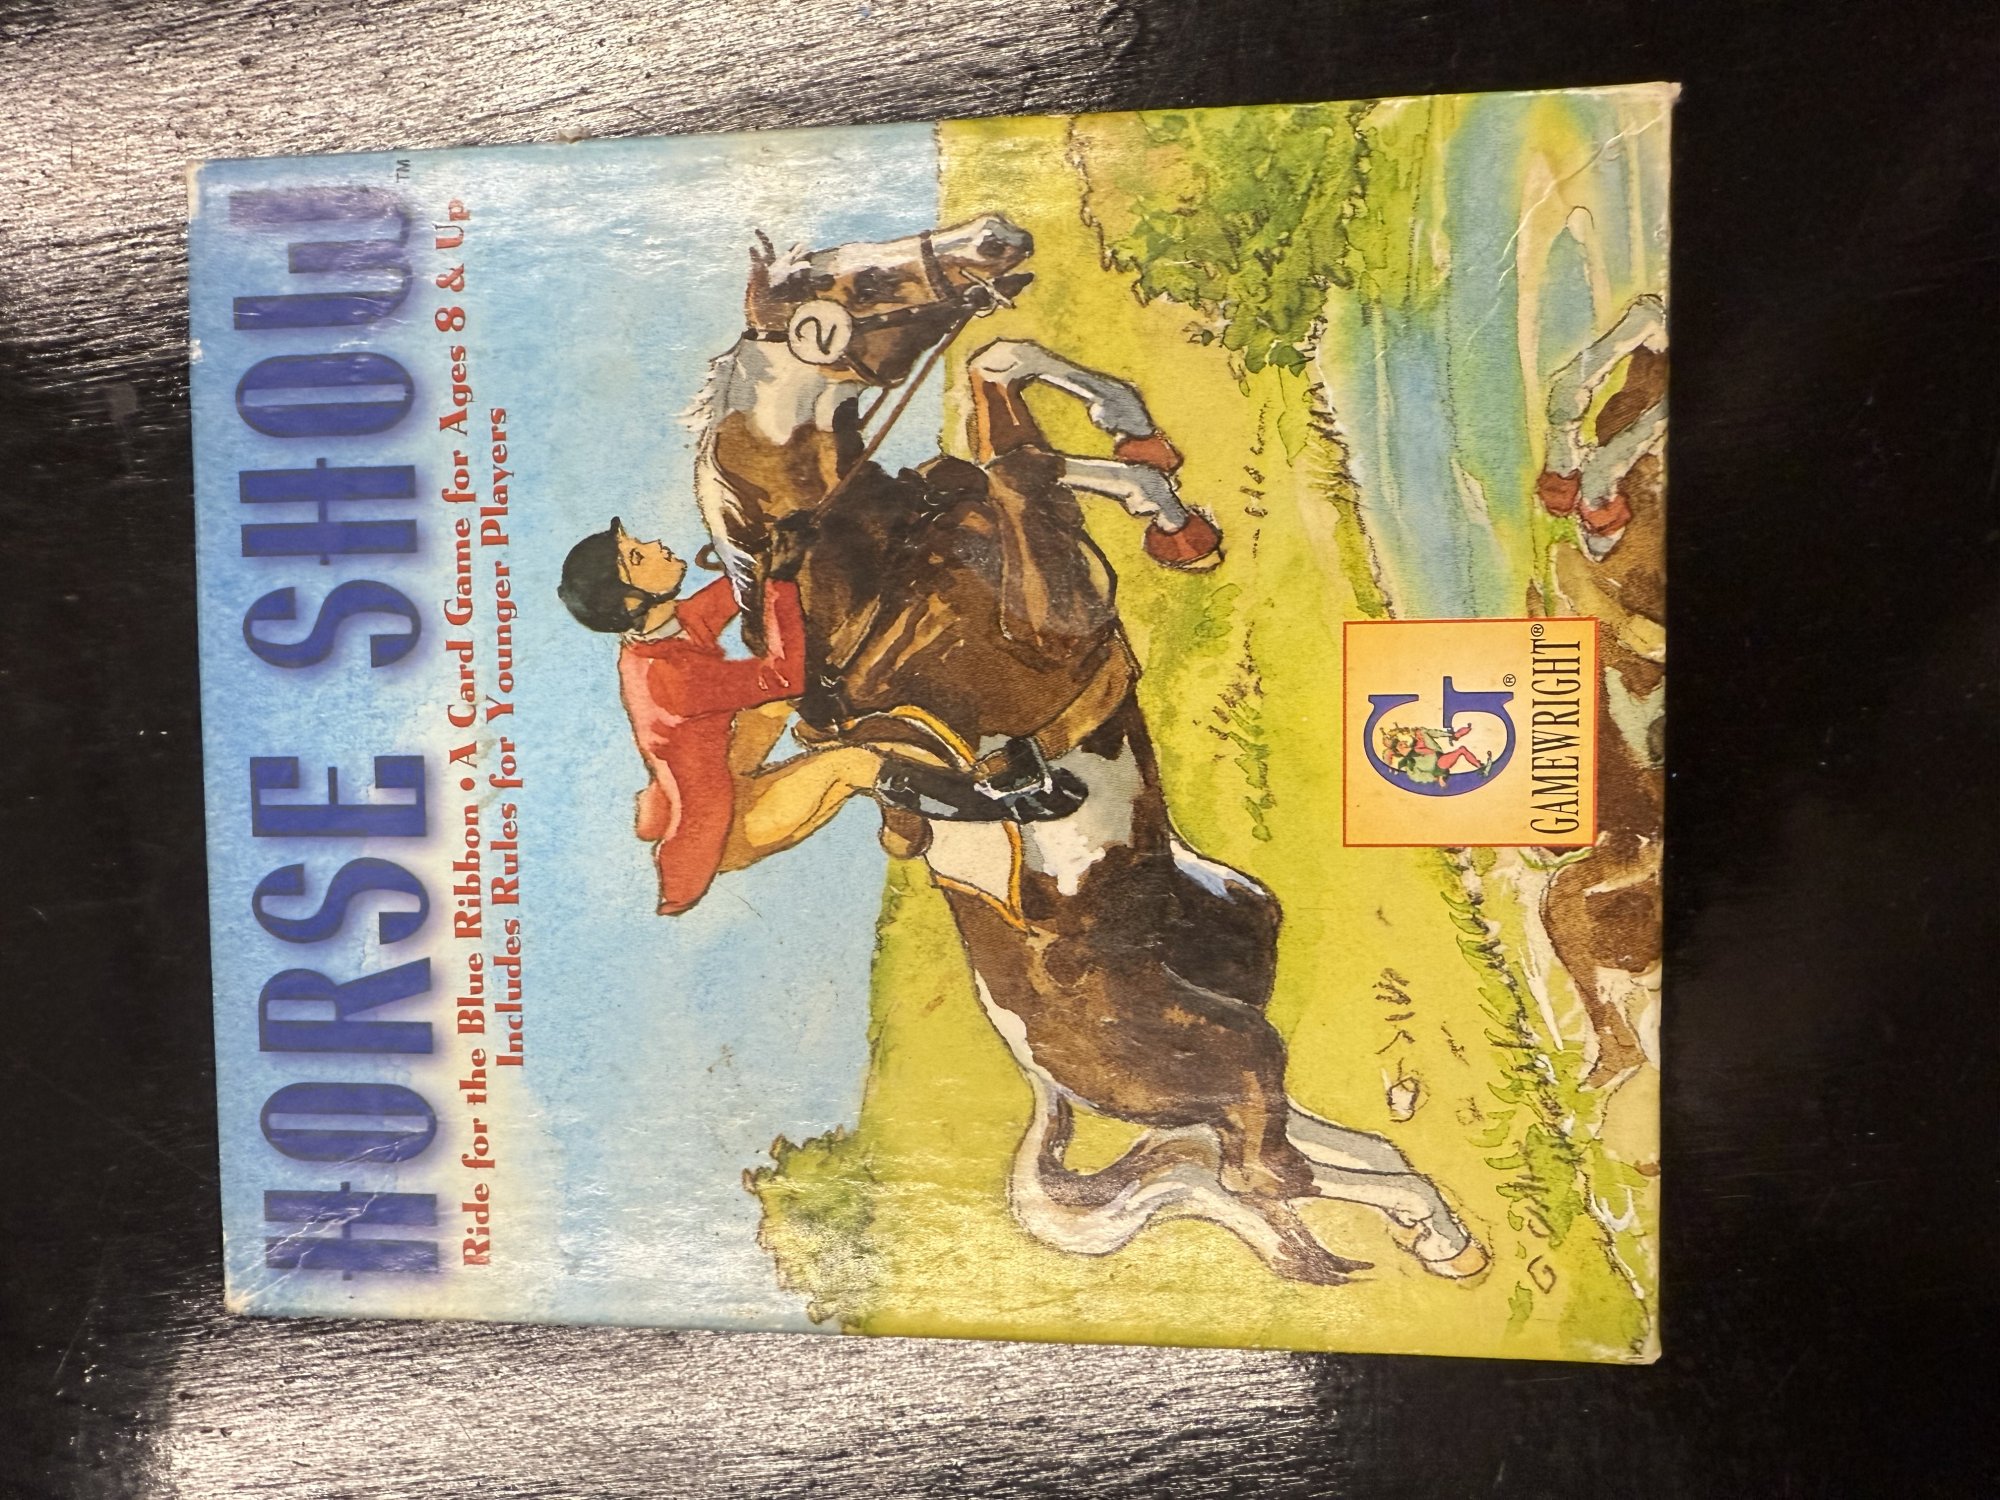 HORSE SHOW™
Ride for the Blue Ribbon • A Card Game for Ages 8 & Up
Includes Rules for Younger Players
2
G®
GAMEWRIGHT®